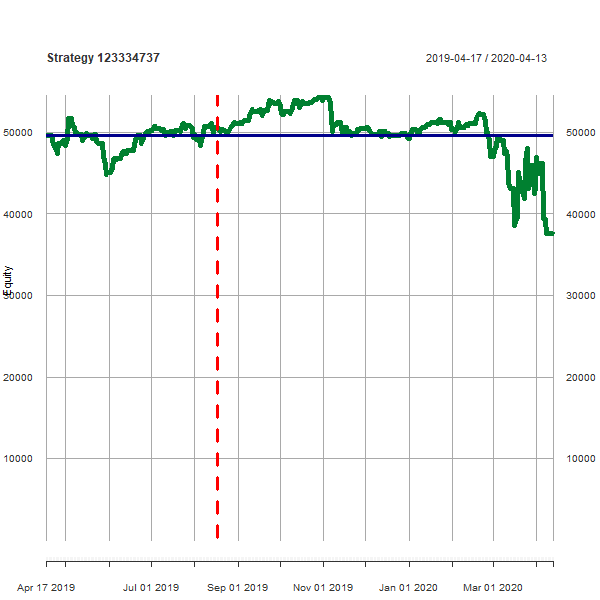 Strategy 123334737
2019-04-17 / 2020-04-13
50000
50000
40000
40000
Equity
30000
30000
20000
20000
10000
10000
Apr 17 2019
Jul 01 2019
Sep 01 2019
Nov 01 2019
Jan 01 2020
Mar 01 2020